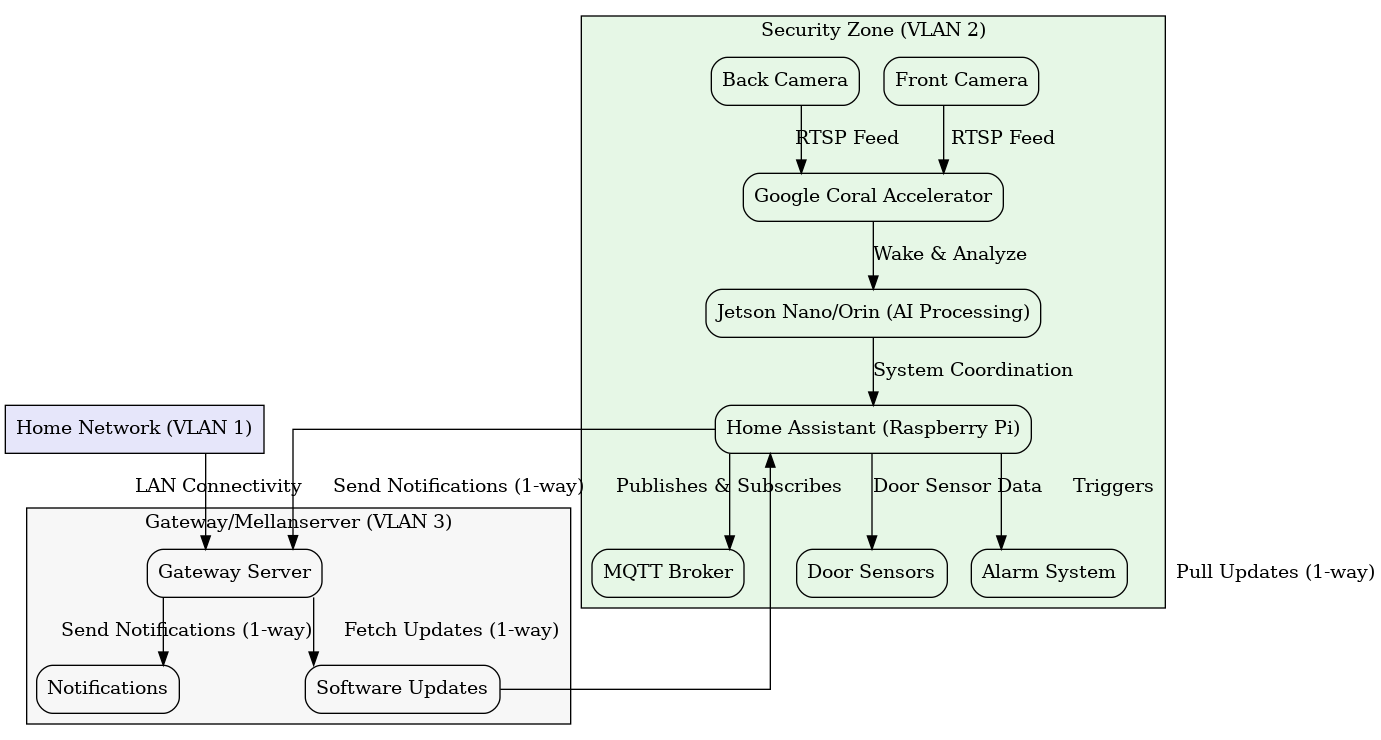 Security Zone (VLAN 2)
Back Camera
Front Camera
RTSP Feed
RTSP Feed
Google Coral Accelerator
Wake & Analyze
Jetson Nano/Orin (AI Processing)
System Coordination
Home Network (VLAN 1)
Home Assistant (Raspberry Pi)
LAN Connectivity
Send Notifications (1-way)
Publishes & Subscribes
Door Sensor Data
Triggers
Gateway/Mellanserver (VLAN 3)
Gateway Server
MQTT Broker
Door Sensors
Alarm System
Pull Updates (1-way)
Send Notifications (1-way)
Fetch Updates (1-way)
Notifications
Software Updates